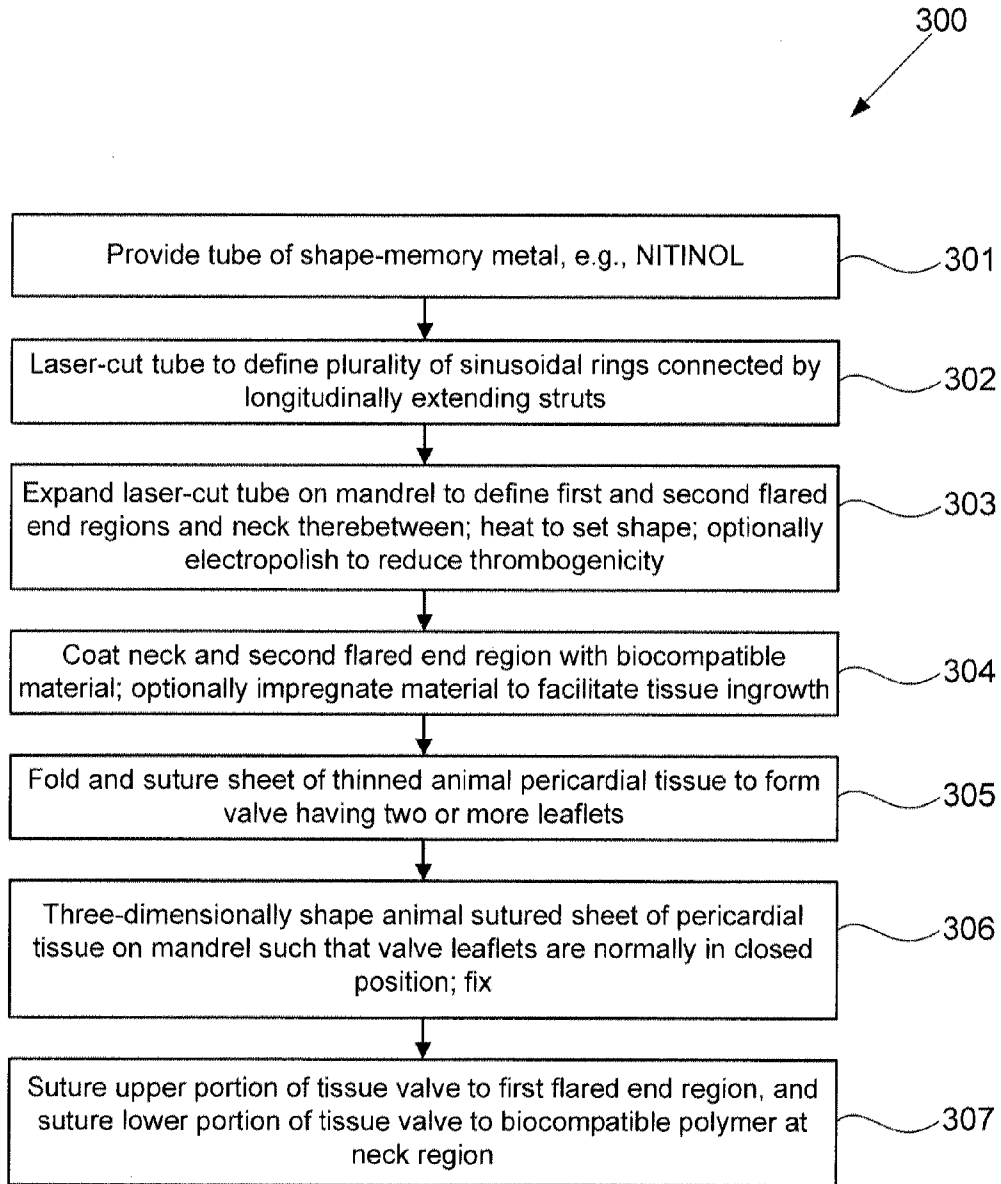 300
Provide tube of shape-memory metal, e.g., NITINOL
301
Laser-cut tube to define plurality of sinusoidal rings connected by
longitudinally extending struts
302
Expand laser-cut tube on mandrel to define first and second flared
end regions and neck therebetween; heat to set shape; optionally
electropolish to reduce thrombogenicity
303
Coat neck and second flared end region with biocompatible
material; optionally impregnate material to facilitate tissue ingrowth
304
Fold and suture sheet of thinned animal pericardial tissue to form
valve having two or more leaflets
305
Three-dimensionally shape animal sutured sheet of pericardial
tissue on mandrel such that valve leaflets are normally in closed
position; fix
306
Suture upper portion of tissue valve to first flared end region, and
suture lower portion of tissue valve to biocompatible polymer at
neck region
307